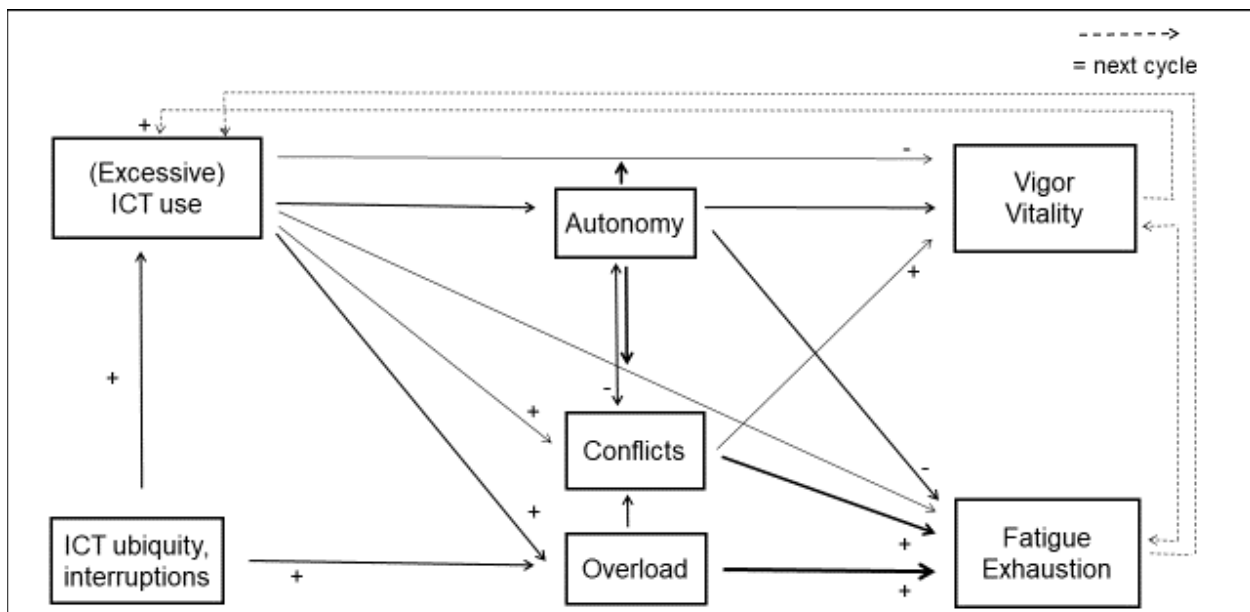 = next cycle
+
(Excessive)
ICT use
-
Vigor
Vitality
Autonomy
+
+
-
+
Conflicts
-
ICT ubiquity,
interruptions
+
+
Overload
+
+
Fatigue
Exhaustion